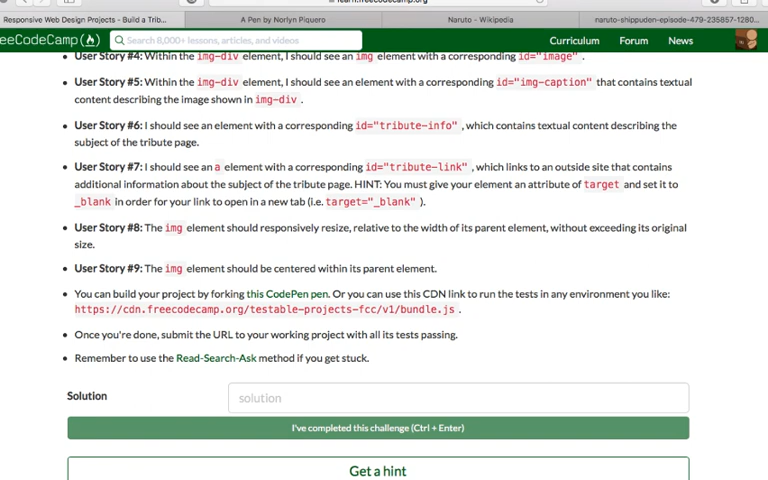 learn.freecodecamp.org
Responsive Web Design Projects - Build a Trib...
A Pen by Norlyn Piquero
Naruto - Wikipedia
naruto-shippuden-episode-479-235857-1280...
eeCodeCamp
Search 8,000+ lessons, articles, and videos
Curriculum
Forum
News
User Story #4: Within the img-div element, I should see an img element with a corresponding id="image" .
User Story #5: Within the img-div element, I should see an element with a corresponding id="img-caption" that contains textual
content describing the image shown in img-div .
User Story #6: I should see an element with a corresponding id="tribute-info" , which contains textual content describing the
subject of the tribute page.
User Story #7: I should see an a element with a corresponding id="tribute-link" , which links to an outside site that contains
additional information about the subject of the tribute page. HINT: You must give your element an attribute of target and set it to
_blank in order for your link to open in a new tab (i.e. target="_blank" ).
User Story #8: The img element should responsively resize, relative to the width of its parent element, without exceeding its original
size.
User Story #9: The img element should be centered within its parent element.
You can build your project by forking this CodePen pen. Or you can use this CDN link to run the tests in any environment you like:
https://cdn.freecodecamp.org/testable-projects-fcc/v1/bundle.js .
Once you're done, submit the URL to your working project with all its tests passing.
Remember to use the Read-Search-Ask method if you get stuck.
Solution
solution
I've completed this challenge (Ctrl + Enter)
Get a hint